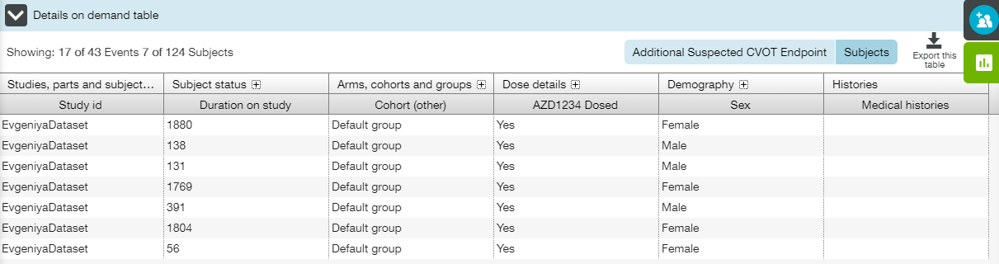 Details on demand table
Showing: 17 of 43 Events 7 of 124 Subjects
Additional Suspected CVOT Endpoint Subjects
Export this
table
Studies, parts and subject... Subject status Arms, cohorts and groups Dose details Demography Histories
Study id Duration on study Cohort (other) AZD1234 Dosed Sex Medical histories
EvgeniyaDataset 1880 Default group Yes Female
EvgeniyaDataset 138 Default group Yes Male
EvgeniyaDataset 131 Default group Yes Male
EvgeniyaDataset 1769 Default group Yes Female
EvgeniyaDataset 391 Default group Yes Male
EvgeniyaDataset 1804 Default group Yes Female
EvgeniyaDataset 56 Default group Yes Female